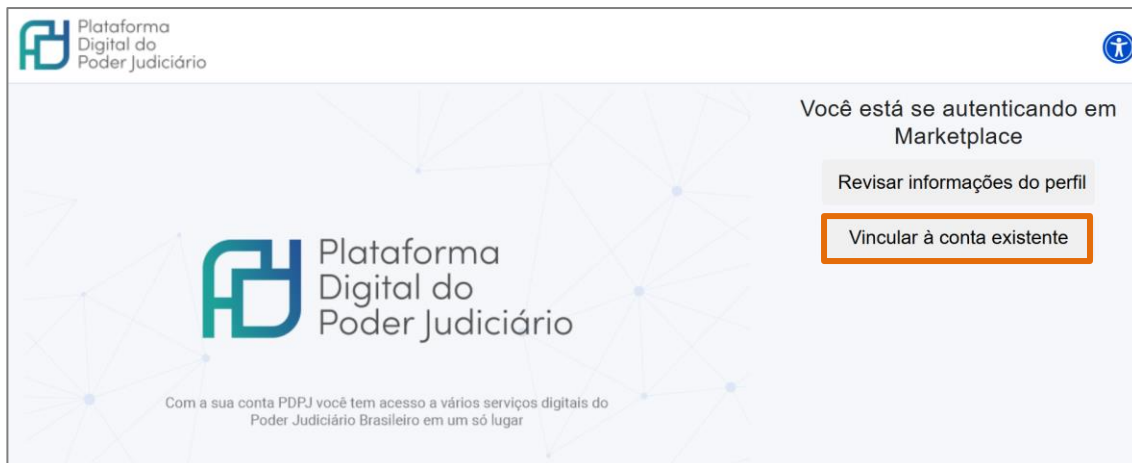 Plataforma
Digital do
Poder Judiciário
Você está se autenticando em
Marketplace
Revisar informações do perfil
Vincular à conta existente
Plataforma
Digital do
Poder Judiciário
Com a sua conta PDPJ você tem acesso a vários serviços digitais do
Poder Judiciário Brasileiro em um só lugar